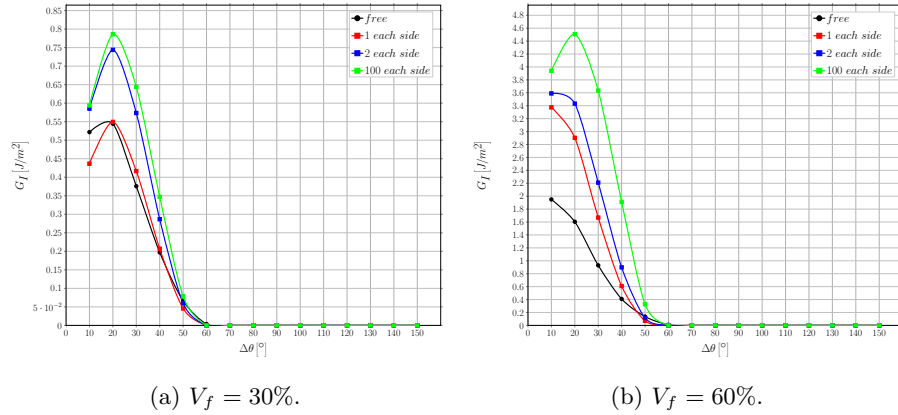 0.85
0.8
0.75
0.7
0.65
0.6
0.55
0.5
0.45
0.4
0.35
0.3
0.25
0.2
0.15
0.1
5·10⁻²
0
G_I [J/m²]
0 10 20 30 40 50 60 70 80 90 100 110 120 130 140 150
Δθ [°]
free
1 each side
2 each side
100 each side
(a) V_f = 30%.
4.8
4.6
4.4
4.2
4
3.8
3.6
3.4
3.2
3
2.8
2.6
2.4
2.2
2
1.8
1.6
1.4
1.2
1
0.8
0.6
0.4
0.2
0
G_I [J/m²]
0 10 20 30 40 50 60 70 80 90 100 110 120 130 140 150
Δθ [°]
free
1 each side
2 each side
100 each side
(b) V_f = 60%.